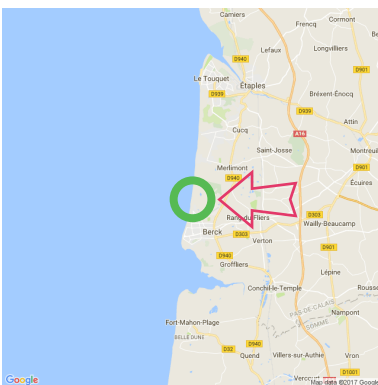 Camiers
Frencq
Cormont
Be
Lefaux
Longvilliers
D940
Étaples
D901
Le Touquet
D939
Bréxent-Énocq
D939
Attin
Cucq
A16
Saint-Josse
Montreuil
Merlimont
D901
D940
Écuires
Rang-du-Fliers
D303
Wailly-Beaucamp
Berck
D303
Verton
D901
D940
Groffliers
Lépine
Conchil-le-Temple
Rousse
PAS-DE-CALAIS
SOMME
Nampont
Fort-Mahon-Plage
BELLE DUNE
D940
D32
Quend
Villers-sur-Authie
Vron
D1001
Google
Map data ©2017 Google